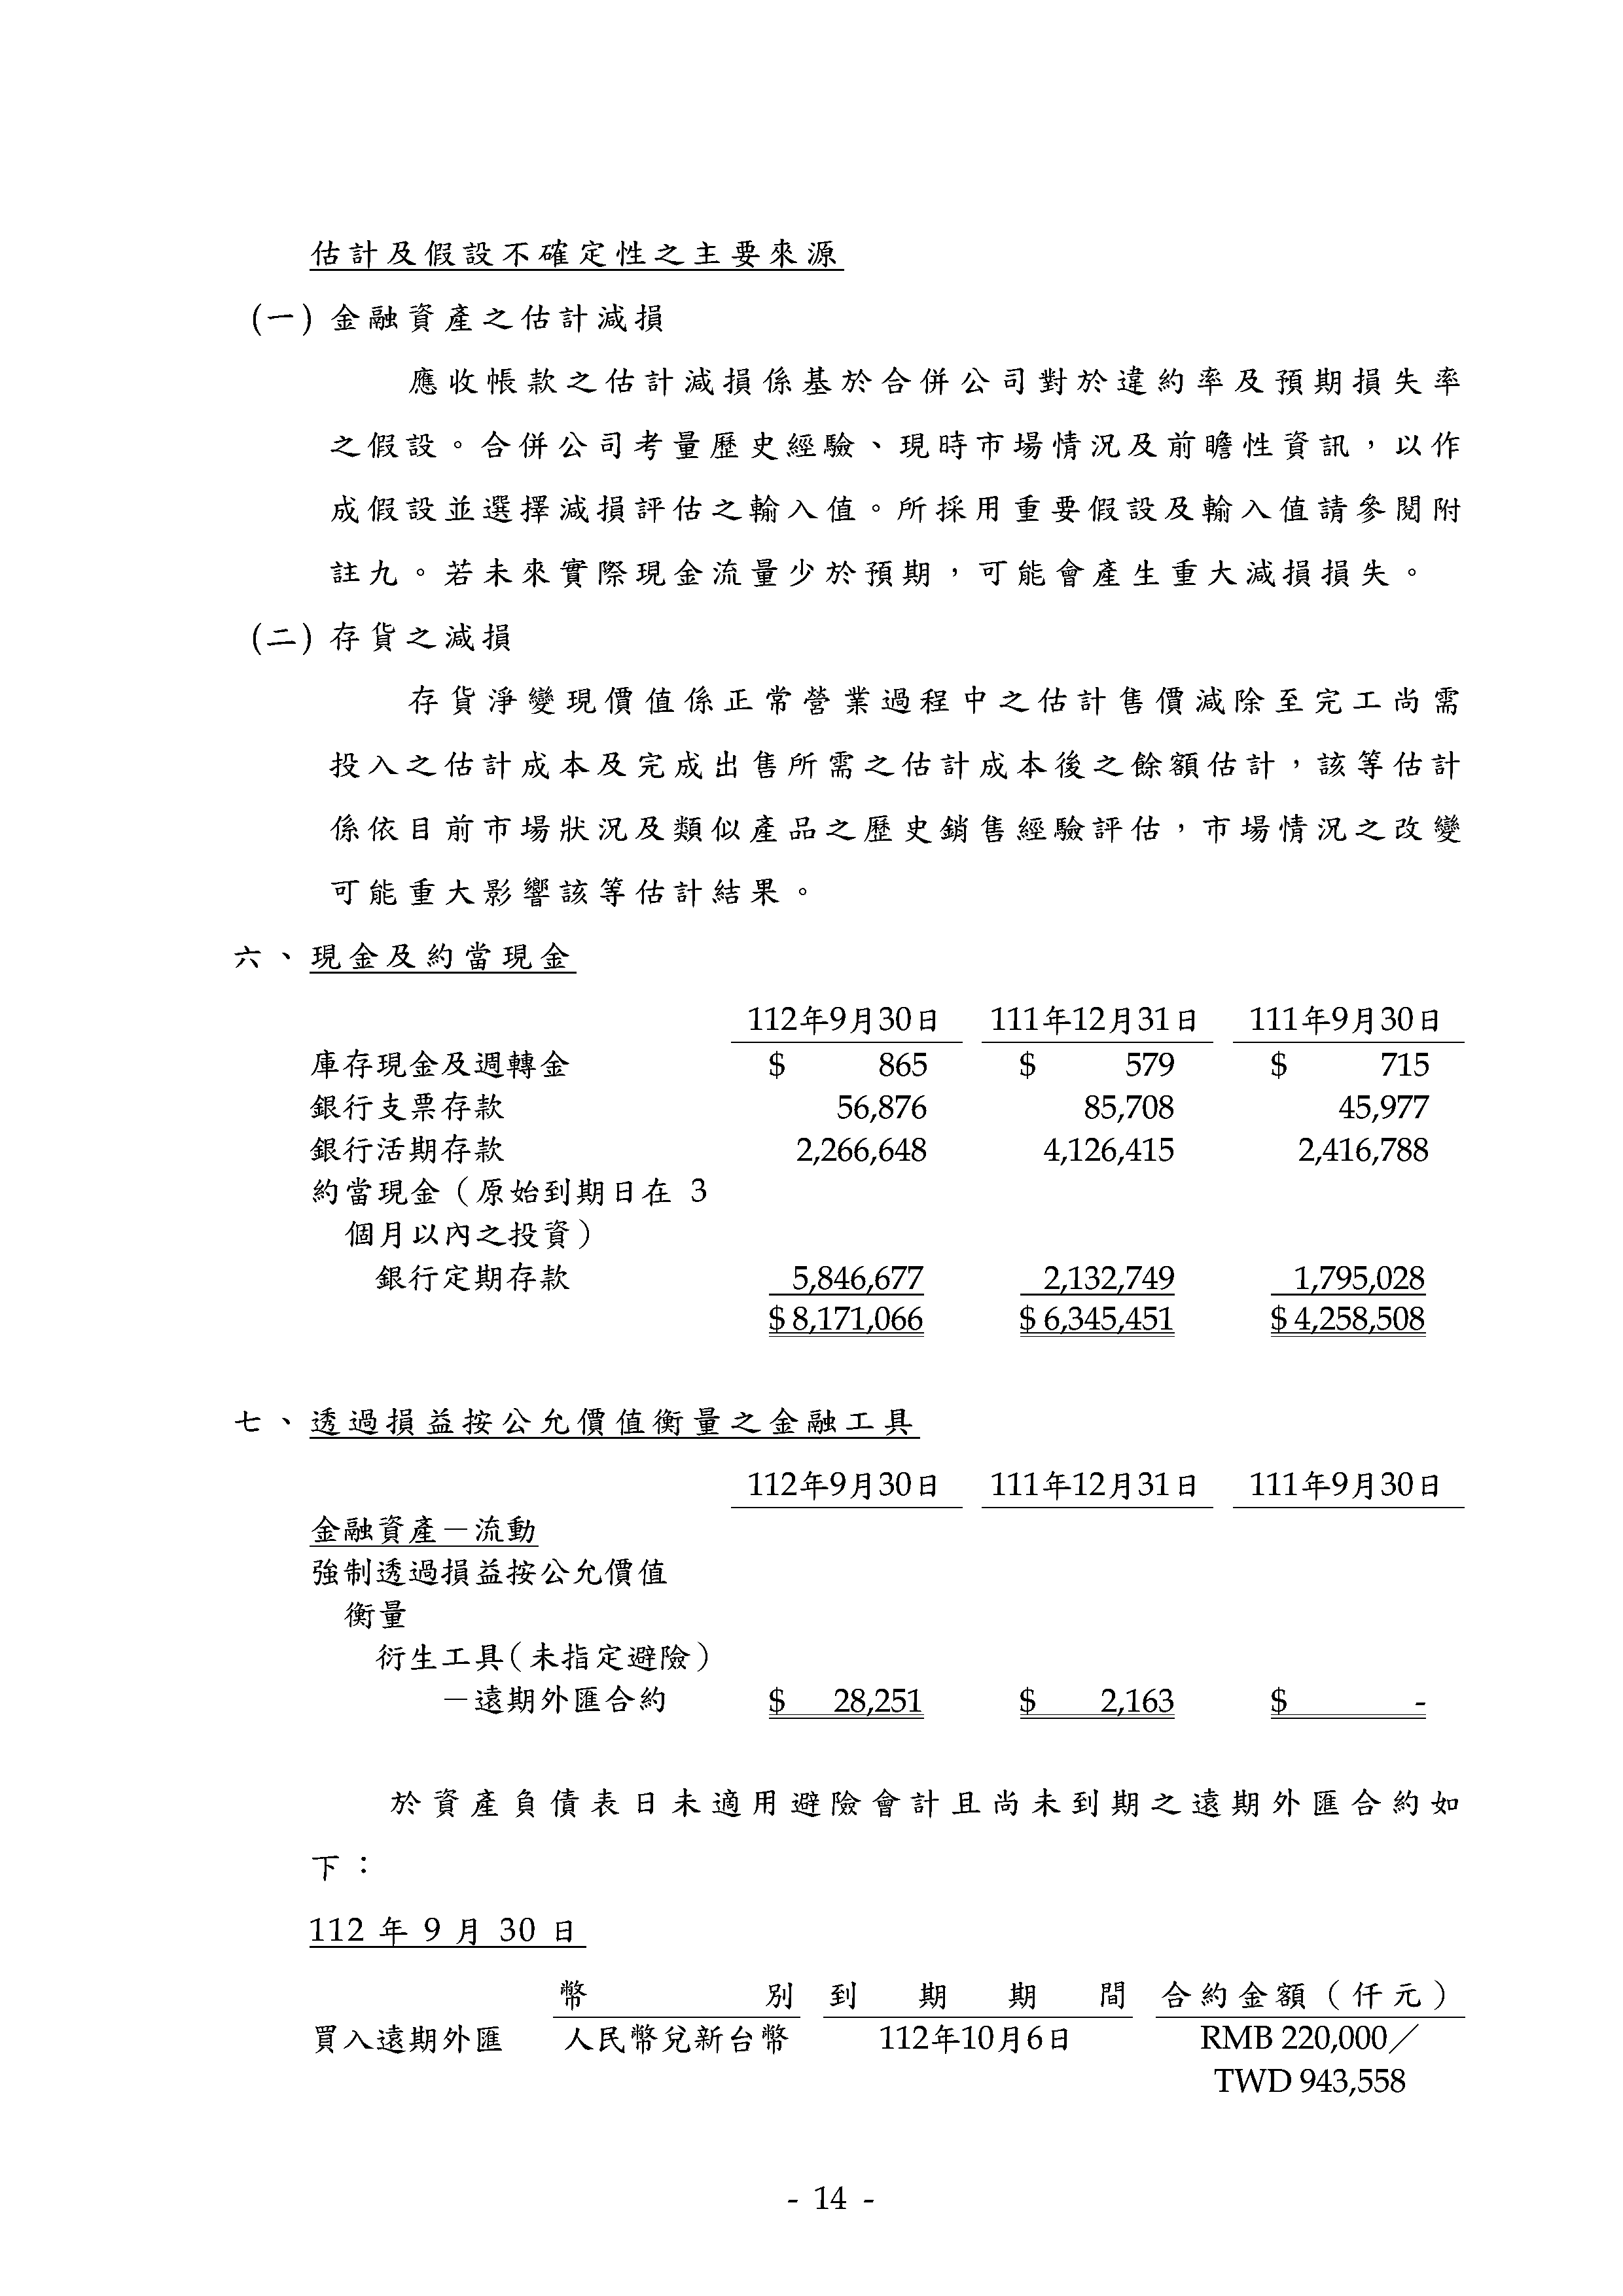 估計及假設不確定性之主要來源
(一) 金融資產之估計減損
應收帳款之估計減損係基於合併公司對於違約率及預期損失率
之假設。合併公司考量歷史經驗、現時市場情況及前瞻性資訊，以作
成假設並選擇減損評估之輸入值。所採用重要假設及輸入值請參閱附
註九。若未來實際現金流量少於預期，可能會產生重大減損損失。
(二) 存貨之減損
存貨淨變現價值係正常營業過程中之估計售價減除至完工尚需
投入之估計成本及完成出售所需之估計成本後之餘額估計，該等估計
係依目前市場狀況及類似產品之歷史銷售經驗評估，市場情況之改變
可能重大影響該等估計結果。
六、現金及約當現金
112年9月30日 111年12月31日 111年9月30日
庫存現金及週轉金 $ 865 $ 579 $ 715
銀行支票存款 56,876 85,708 45,977
銀行活期存款 2,266,648 4,126,415 2,416,788
約當現金（原始到期日在 3
個月以內之投資）
銀行定期存款 5,846,677 2,132,749 1,795,028
$ 8,171,066 $ 6,345,451 $ 4,258,508
七、透過損益按公允價值衡量之金融工具
112年9月30日 111年12月31日 111年9月30日
金融資產－流動
強制透過損益按公允價值
衡量
衍生工具（未指定避險）
－遠期外匯合約 $ 28,251 $ 2,163 $ -
於資產負債表日未適用避險會計且尚未到期之遠期外匯合約如
下：
112 年 9 月 30 日
幣別 到期期間 合約金額（仟元）
買入遠期外匯 人民幣兌新台幣 112年10月6日 RMB 220,000／
TWD 943,558
- 14 -